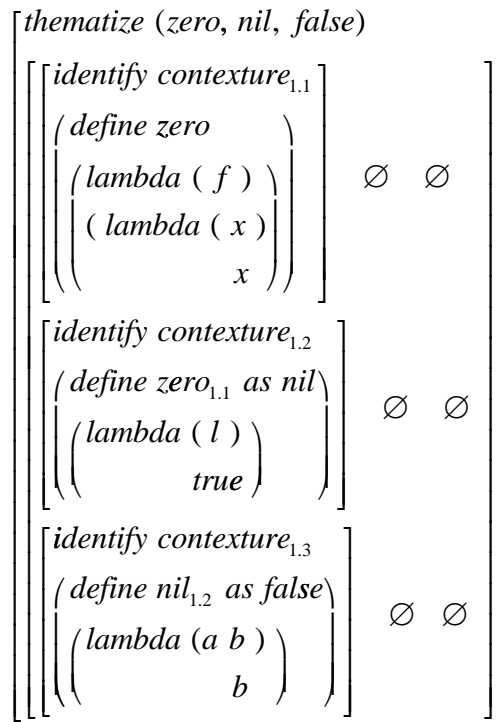 thematize (zero, nil, false)
identify contexture1.1
define zero
lambda ( f )
( lambda ( x )
x
∅ ∅
identify contexture1.2
define zero1.1 as nil
lambda ( l )
true
∅ ∅
identify contexture1.3
define nil1.2 as false
lambda (a b )
b
∅ ∅